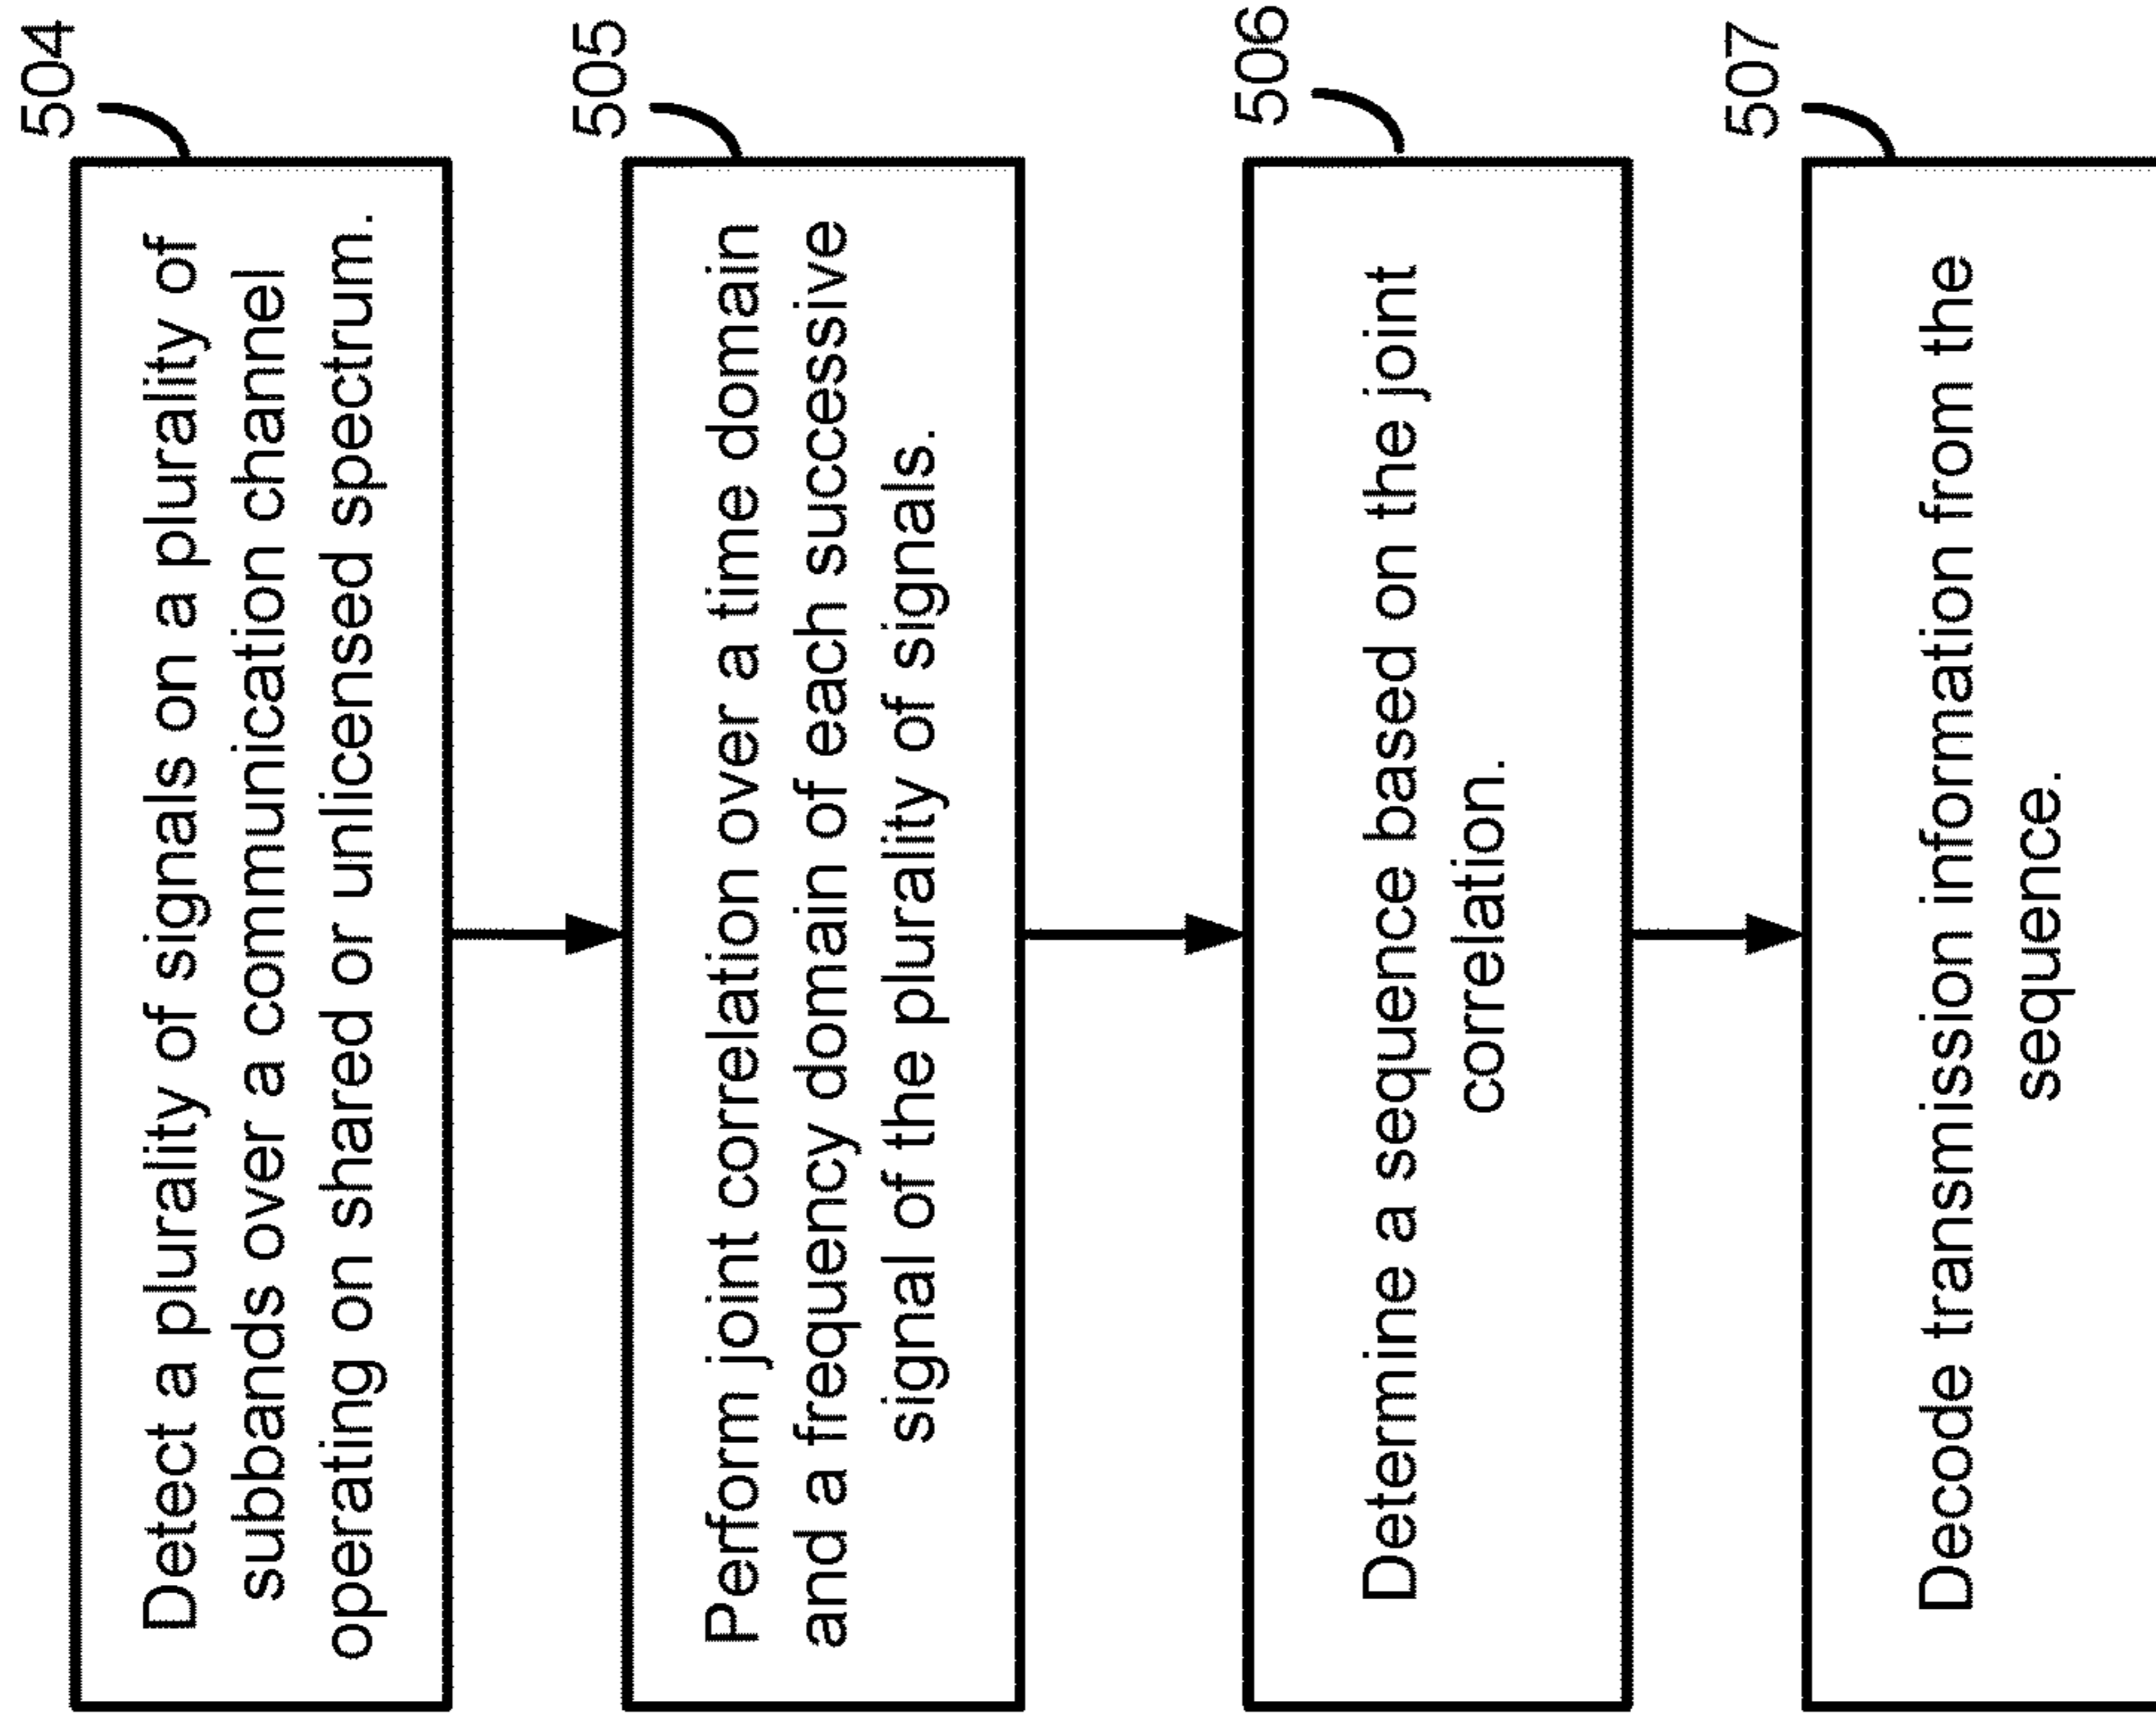 504
Detect a plurality of signals on a plurality of
subbands over a communication channel
operating on shared or unlicensed spectrum.
505
Perform joint correlation over a time domain
and a frequency domain of each successive
signal of the plurality of signals.
506
Determine a sequence based on the joint
correlation.
507
Decode transmission information from the
sequence.